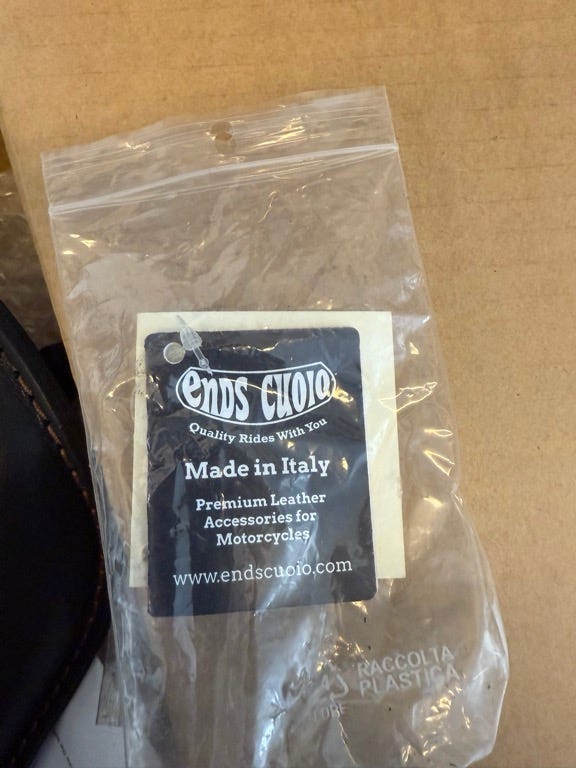 ends cuoio
Quality Rides With You
Made in Italy
Premium Leather
Accessories for
Motorcycles
www.endscuoio.com
RACCOLTA
PLASTICA